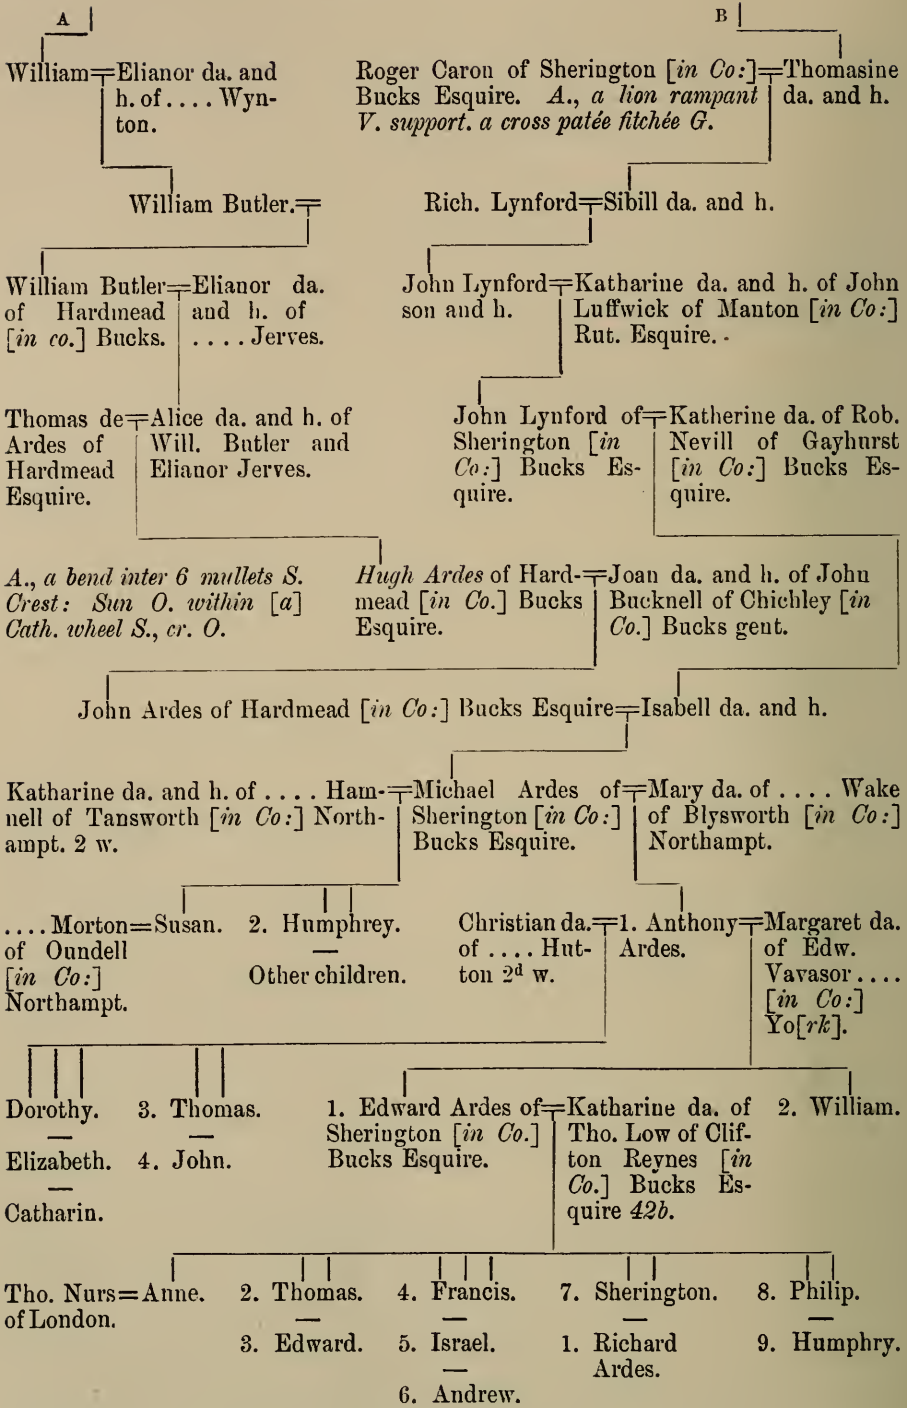 A
B
William=Elianor da. and
h. of .... Wyn-
ton.
Roger Caron of Sherington [in Co:]=Thomasine
Bucks Esquire. A., a lion rampant
V. support. a cross patée fitchée G.
da. and h.
William Butler.=
Rich. Lynford=Sibill da. and h.
William Butler=Elianor da.
of Hardmead
[in co.] Bucks.
and h. of
.... Jerves.
John Lynford=Katharine da. and h. of John
son and h.
Luffwick of Manton [in Co:]
Rut. Esquire.
Thomas de=Alice da. and h. of
Ardes of
Hardmead
Esquire.
Will. Butler and
Elianor Jerves.
John Lynford of=Katherine da. of Rob.
Sherington [in
Co:] Bucks Es-
quire.
Nevill of Gayhurst
[in Co:] Bucks Es-
quire.
A., a bend inter 6 mullets S.
Crest: Sun O. within [a]
Cath. wheel S., cr. O.
Hugh Ardes of Hard-=Joan da. and h. of John
mead [in Co.] Bucks
Esquire.
Bucknell of Chichley [in
Co.] Bucks gent.
John Ardes of Hardmead [in Co:] Bucks Esquire=Isabell da. and h.
Katharine da. and h. of .... Ham-=Michael Ardes of=Mary da. of .... Wake
nell of Tansworth [in Co:] North-
ampt. 2 w.
Sherington [in Co:]
Bucks Esquire.
of Blysworth [in Co:]
Northampt.
.... Morton=Susan.
of Oundell
[in Co:]
Northampt.
2. Humphrey.
—
Other children.
Christian da.=1. Anthony=Margaret da.
of .... Hut-
ton 2d w.
Ardes.
of Edw.
Vavasor ....
[in Co:]
Yo[rk].
Dorothy.
—
Elizabeth.
—
Catharin.
3. Thomas.
—
4. John.
1. Edward Ardes of=Katharine da. of
Sherington [in Co.]
Bucks Esquire.
Tho. Low of Clif-
ton Reynes [in
Co.] Bucks Es-
quire 42b.
2. William.
Tho. Nurs=Anne.
of London.
2. Thomas.
—
3. Edward.
4. Francis.
—
5. Israel.
—
6. Andrew.
7. Sherington.
—
1. Richard
Ardes.
8. Philip.
—
9. Humphry.